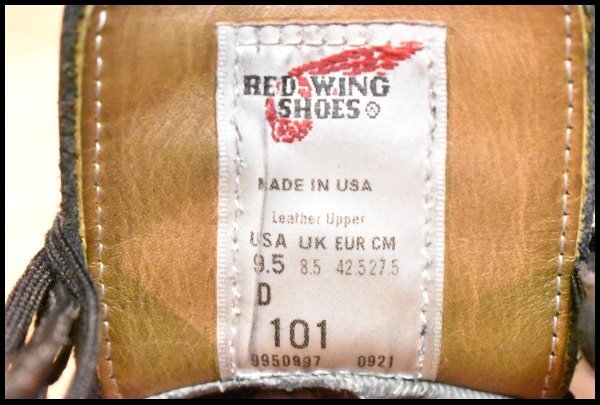 RED WING
SHOES®
MADE IN USA
Leather Upper
USA UK EUR CM
9.5 8.5 42.5 27.5
D
101
9950997 0921